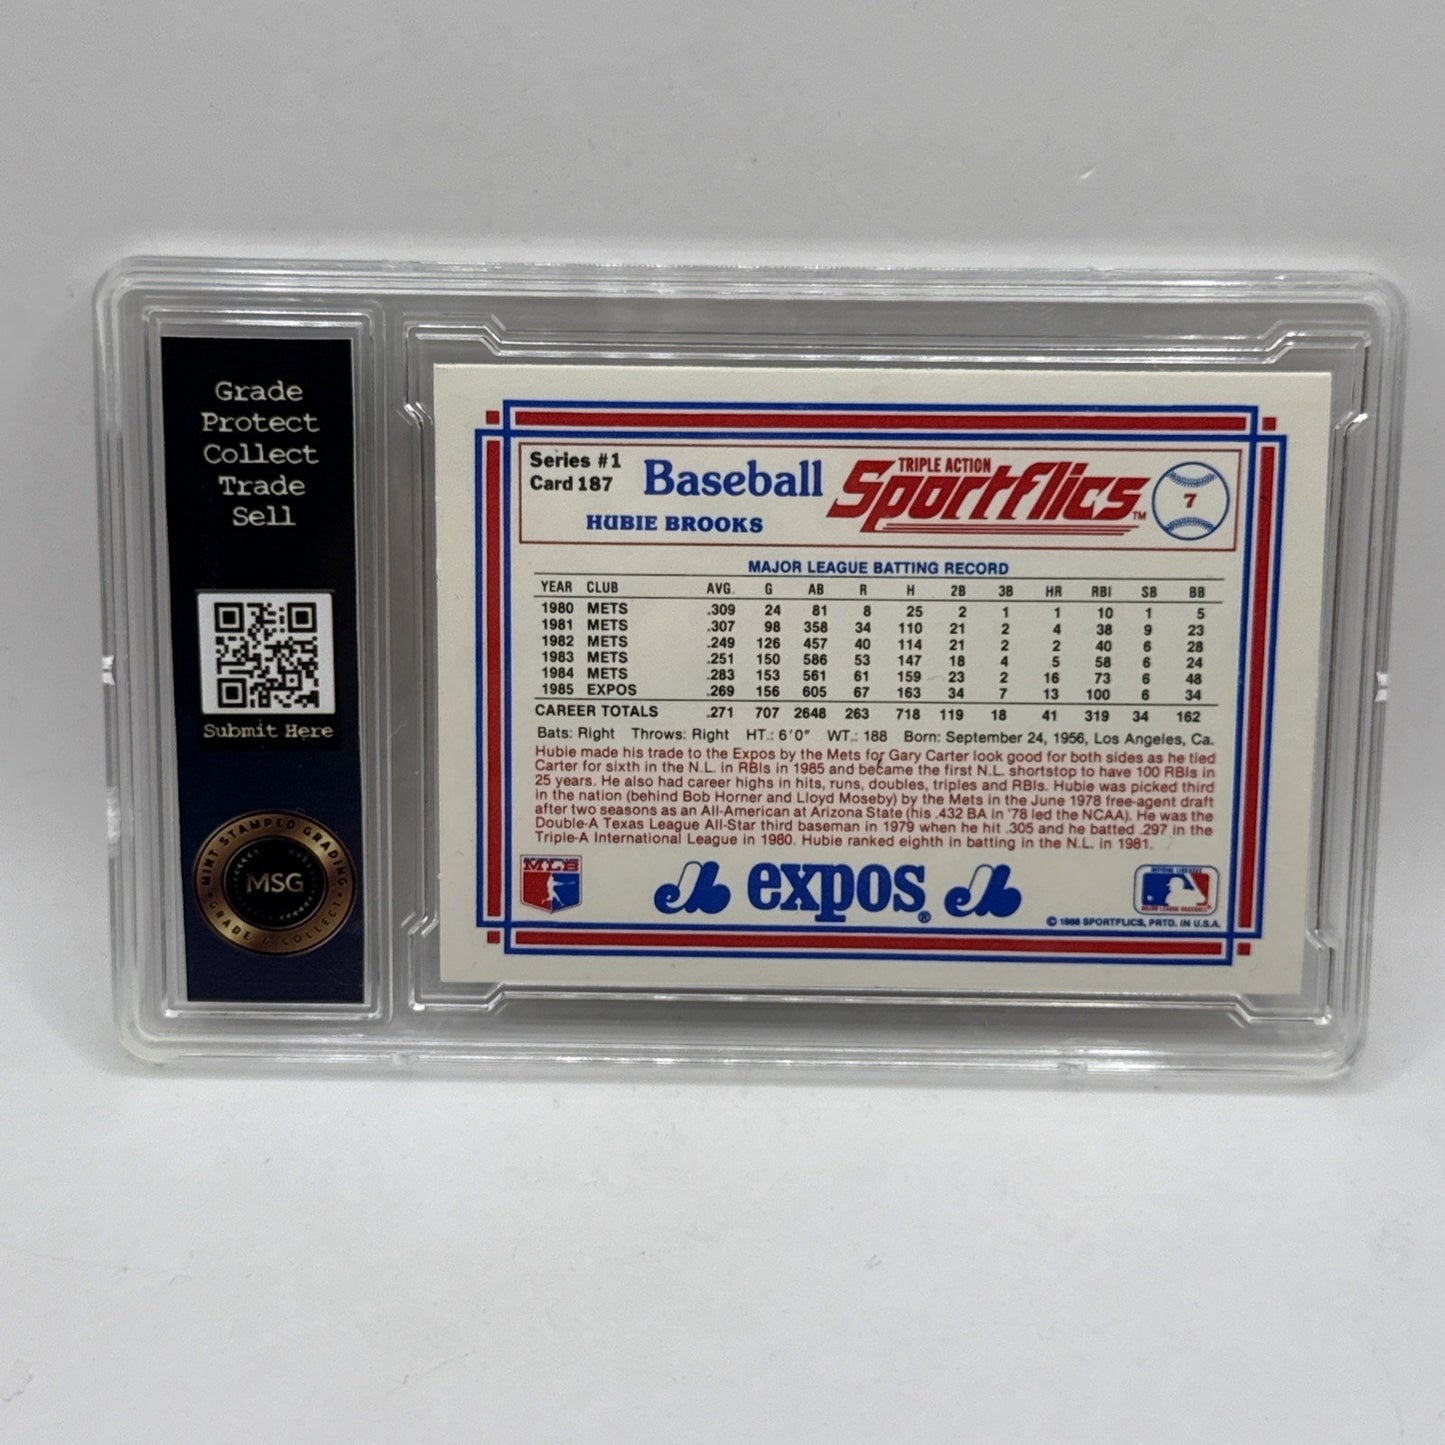 Grade
Protect
Collect
Trade
Sell
Submit Here
MINT STAMPED GRADING
MSG
GRADE & COLLECT
Series #1
Card 187
Baseball
TRIPLE ACTION
Sportflics™
7
HUBIE BROOKS
MAJOR LEAGUE BATTING RECORD
YEAR CLUB AVG. G AB R H 2B 3B HR RBI SB BB
1980 METS .309 24 81 8 25 2 1 1 10 1 5
1981 METS .307 98 358 34 110 21 2 4 38 9 23
1982 METS .249 126 457 40 114 21 2 2 40 6 28
1983 METS .251 150 586 53 147 18 4 5 58 6 24
1984 METS .283 153 561 61 159 23 2 16 73 6 48
1985 EXPOS .269 156 605 67 163 34 7 13 100 6 34
CAREER TOTALS .271 707 2648 263 718 119 18 41 319 34 162
Bats: Right Throws: Right HT.: 6'0" WT.: 188 Born: September 24, 1956, Los Angeles, Ca.
Hubie made his trade to the Expos by the Mets for Gary Carter look good for both sides as he tied
Carter for sixth in the N.L. in RBIs in 1985 and became the first N.L. shortstop to have 100 RBIs in
25 years. He also had career highs in hits, runs, doubles, triples and RBIs. Hubie was picked third
in the nation (behind Bob Horner and Lloyd Moseby) by the Mets in the June 1978 free-agent draft
after two seasons as an All-American at Arizona State (his .432 BA in '78 led the NCAA). He was the
Double-A Texas League All-Star third baseman in 1979 when he hit .305 and he batted .297 in the
Triple-A International League in 1980. Hubie ranked eighth in batting in the N.L. in 1981.
expos®
© 1986 SPORTFLICS, PRTD. IN U.S.A.